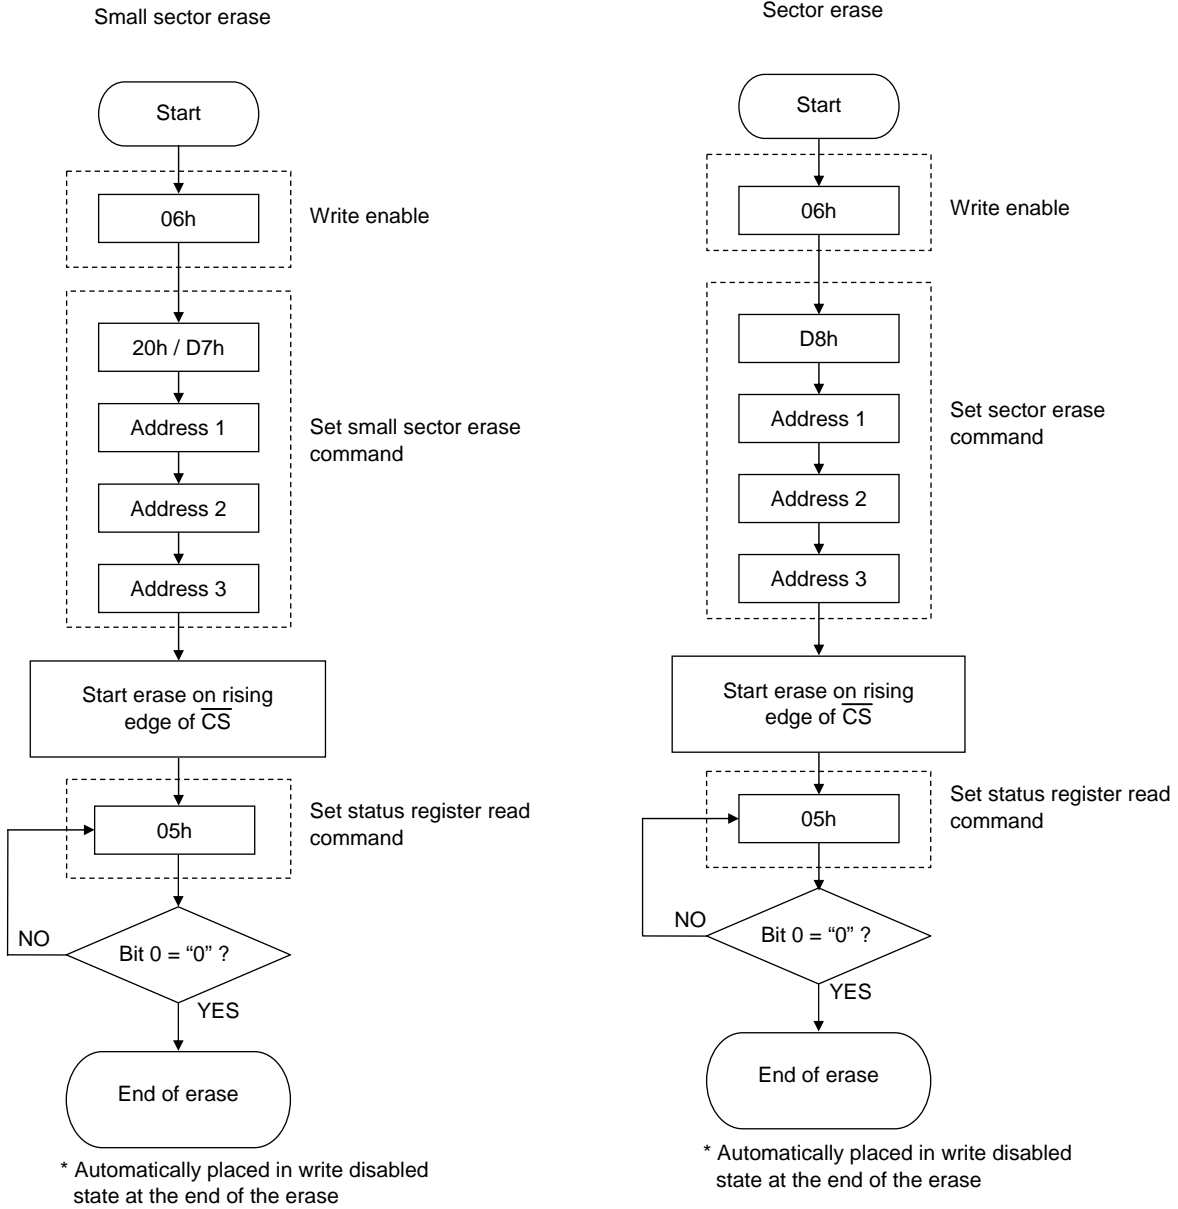 Small sector erase
Start
06h
Write enable
20h / D7h
Address 1
Set small sector erase
command
Address 2
Address 3
Start erase on rising
edge of C̅S̅
Set status register read
command
05h
NO
Bit 0 = “0” ?
YES
End of erase
* Automatically placed in write disabled
state at the end of the erase
Sector erase
Start
06h
Write enable
D8h
Address 1
Set sector erase
command
Address 2
Address 3
Start erase on rising
edge of C̅S̅
Set status register read
command
05h
NO
Bit 0 = “0” ?
YES
End of erase
* Automatically placed in write disabled
state at the end of the erase